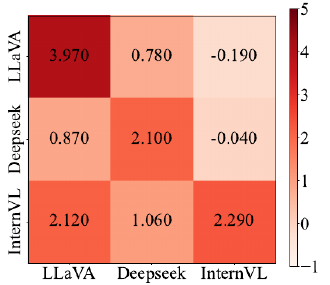 LLaVA 3.970 0.780 -0.190
Deepseek 0.870 2.100 -0.040
InternVL 2.120 1.060 2.290
LLaVA Deepseek InternVL
5
4
3
2
1
0
−1